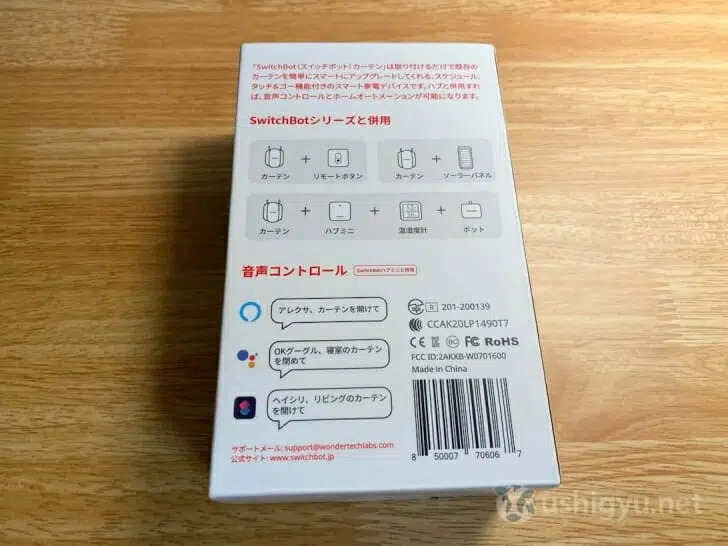 「SwitchBot(スイッチボット)カーテン」は取り付けるだけで既存の
カーテンを簡単にスマートにアップグレードしてくれる、スケジュール、
タッチ&ゴー機能付きのスマート家電デバイスです。ハブと併用すれ
ば、音声コントロールとホームオートメーションが可能になります。
SwitchBotシリーズと併用
カーテン + リモートボタン
カーテン + ソーラーパネル
カーテン + ハブミニ + 温湿度計 + ボット
音声コントロール SwitchBotハブミニと併用
アレクサ、カーテンを開けて
OKグーグル、寝室のカーテン
を閉めて
ヘイシリ、リビングのカーテン
を開けて
サポートメール: support@wondertechlabs.com
公式サイト: www.switchbot.jp
R 201-200139
CCAK20LP1490T7
CE BC FC RoHS
FCC ID:2AKXB-W0701600
Made in China
8 50007 70606 7
ushigyu.net